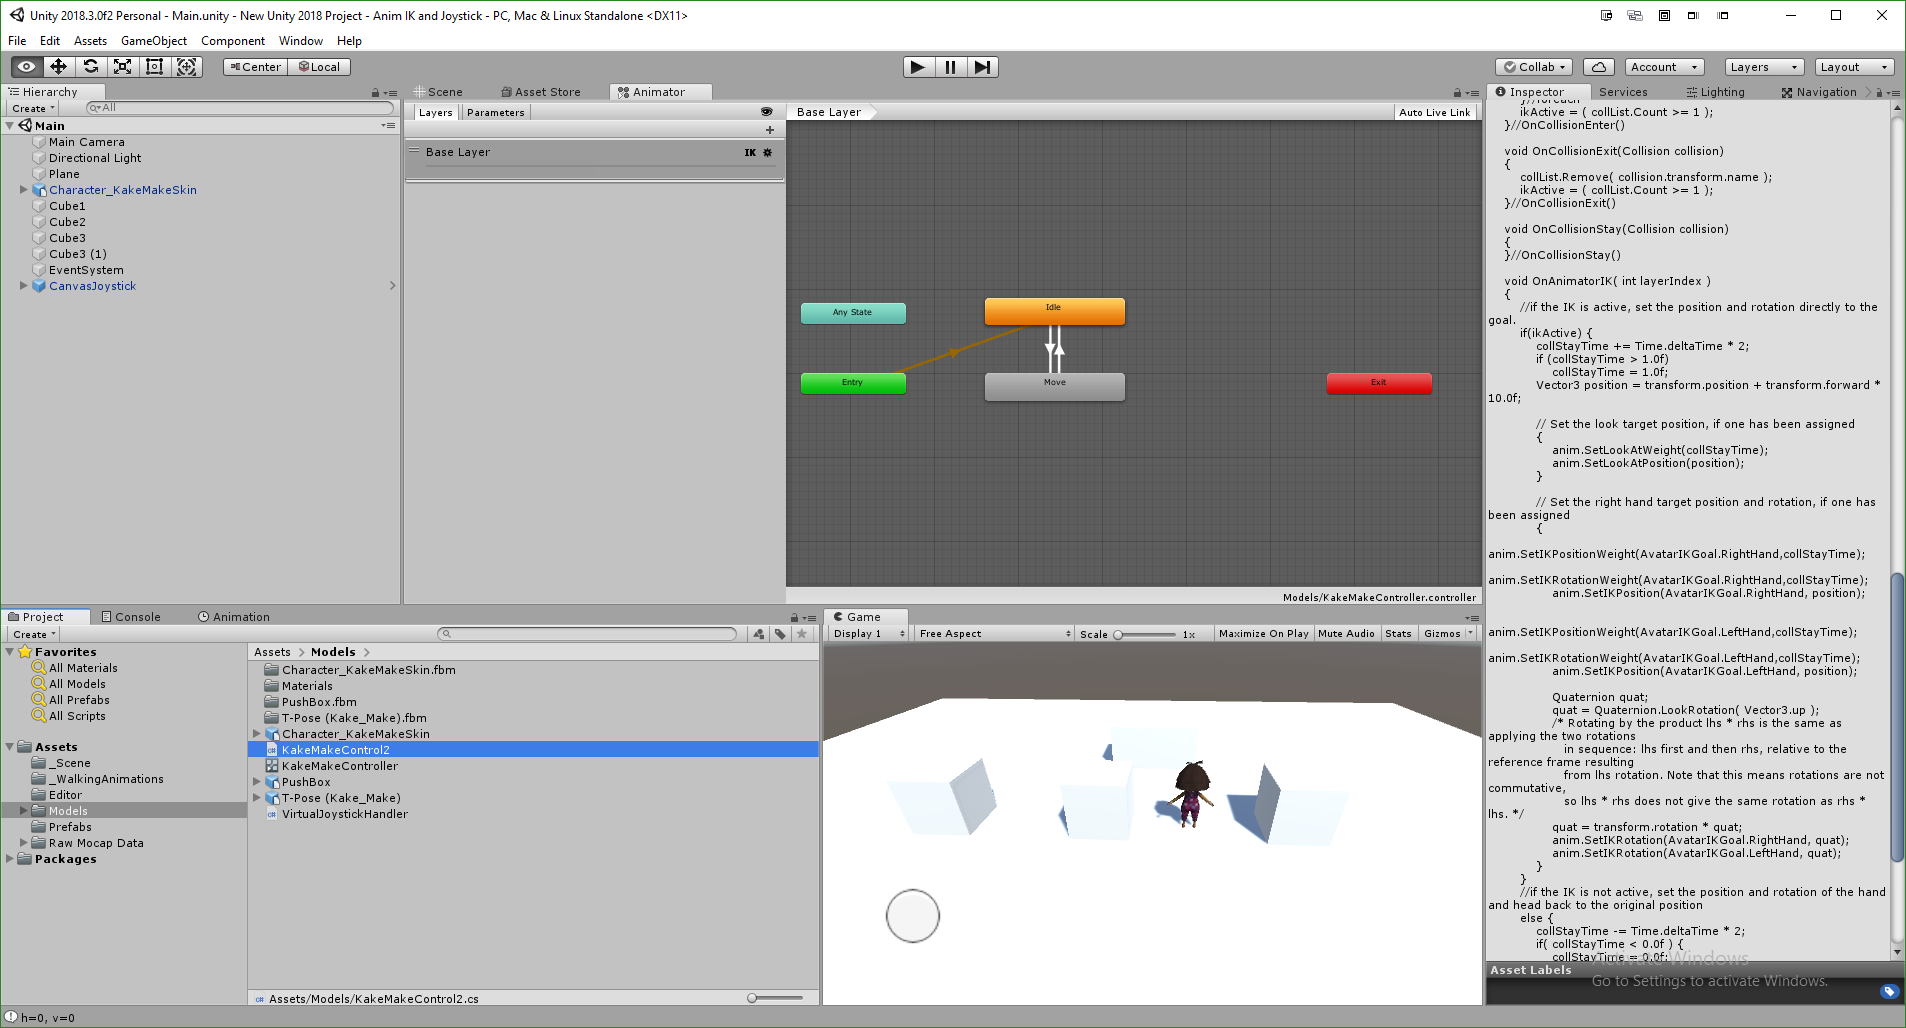 Unity 2018.3.0f2 Personal - Main.unity - New Unity 2018 Project - Anim IK and Joystick - PC, Mac & Linux Standalone <DX11>
File Edit Assets GameObject Component Window Help
Center Local
Collab Account Layers Layout
Hierarchy
Create All
Main
Main Camera
Directional Light
Plane
Character_KakeMakeSkin
Cube1
Cube2
Cube3
Cube3 (1)
EventSystem
CanvasJoystick
Scene Asset Store Animator
Layers Parameters
Base Layer
Auto Live Link
Base Layer IK
Any State
Idle
Entry
Move
Exit
Models/KakeMakeController.controller
Inspector Services Lighting Navigation
}//foreach
ikActive = ( collList.Count >= 1 );
}//OnCollisionEnter()
void OnCollisionExit(Collision collision)
{
collList.Remove( collision.transform.name );
ikActive = ( collList.Count >= 1 );
}//OnCollisionExit()
void OnCollisionStay(Collision collision)
{
}//OnCollisionStay()
void OnAnimatorIK( int layerIndex )
{
//if the IK is active, set the position and rotation directly to the
goal.
if(ikActive) {
collStayTime += Time.deltaTime * 2;
if (collStayTime > 1.0f)
collStayTime = 1.0f;
Vector3 position = transform.position + transform.forward *
10.0f;
// Set the look target position, if one has been assigned
{
anim.SetLookAtWeight(collStayTime);
anim.SetLookAtPosition(position);
}
// Set the right hand target position and rotation, if one has
been assigned
{
anim.SetIKPositionWeight(AvatarIKGoal.RightHand,collStayTime);
anim.SetIKRotationWeight(AvatarIKGoal.RightHand,collStayTime);
anim.SetIKPosition(AvatarIKGoal.RightHand, position);
anim.SetIKPositionWeight(AvatarIKGoal.LeftHand,collStayTime);
anim.SetIKRotationWeight(AvatarIKGoal.LeftHand,collStayTime);
anim.SetIKPosition(AvatarIKGoal.LeftHand, position);
Quaternion quat;
quat = Quaternion.LookRotation( Vector3.up );
/* Rotating by the product lhs * rhs is the same as
applying the two rotations
in sequence: lhs first and then rhs, relative to the
reference frame resulting
from lhs rotation. Note that this means rotations are not
commutative,
so lhs * rhs does not give the same rotation as rhs *
lhs. */
quat = transform.rotation * quat;
anim.SetIKRotation(AvatarIKGoal.RightHand, quat);
anim.SetIKRotation(AvatarIKGoal.LeftHand, quat);
}
}
//if the IK is not active, set the position and rotation of the hand
and head back to the original position
else {
collStayTime -= Time.deltaTime * 2;
if( collStayTime < 0.0f ) {
collStayTime = 0.0f;
Asset Labels
Activate Windows
Go to Settings to activate Windows.
Project Console Animation
Create
Favorites
All Materials
All Models
All Prefabs
All Scripts
Assets
_Scene
_WalkingAnimations
Editor
Models
Prefabs
Raw Mocap Data
Packages
Assets > Models >
Character_KakeMakeSkin.fbm
Materials
PushBox.fbm
T-Pose (Kake_Make).fbm
Character_KakeMakeSkin
KakeMakeControl2
KakeMakeController
PushBox
T-Pose (Kake_Make)
VirtualJoystickHandler
Assets/Models/KakeMakeControl2.cs
Game
Display 1 Free Aspect Scale 1x Maximize On Play Mute Audio Stats Gizmos
h=0, v=0